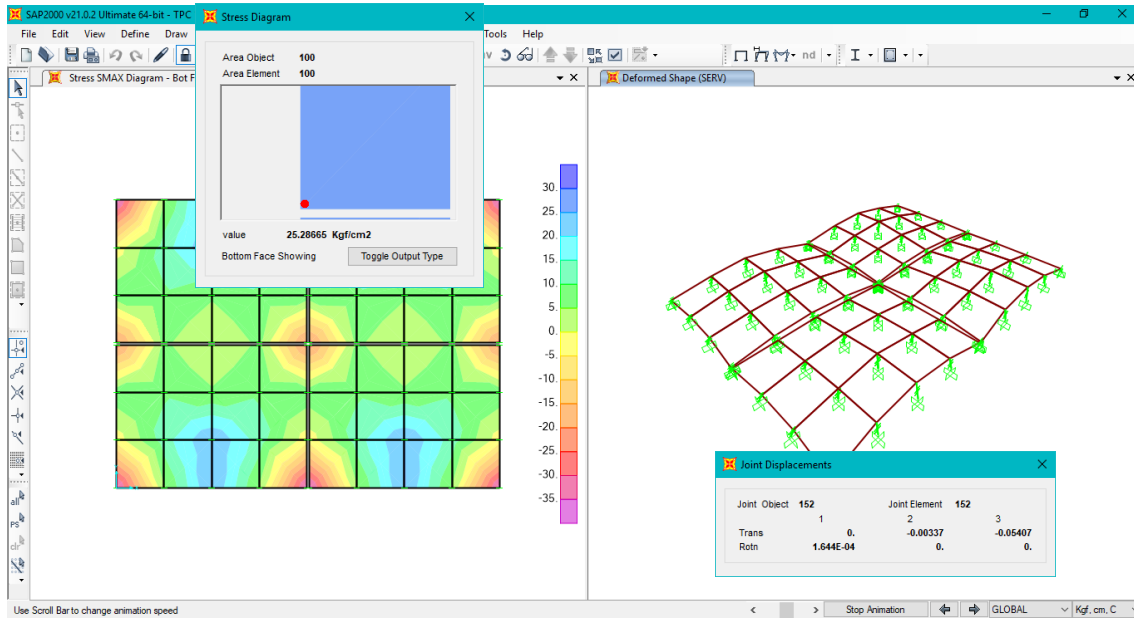 SAP2000 v21.0.2 Ultimate 64-bit - TPC
Stress Diagram
File Edit View Define Draw
Tools Help
nd
Stress SMAX Diagram - Bot F
Deformed Shape (SERV)
Area Object 100
Area Element 100
value 25.28665 Kgf/cm2
Bottom Face Showing Toggle Output Type
30.
25.
20.
15.
10.
5.
0.
-5.
-10.
-15.
-20.
-25.
-30.
-35.
all
PS
clr
Joint Displacements
Joint Object 152 Joint Element 152
1 2 3
Trans 0. -0.00337 -0.05407
Rotn 1.644E-04 0. 0.
Use Scroll Bar to change animation speed
Stop Animation
GLOBAL
Kgf, cm, C